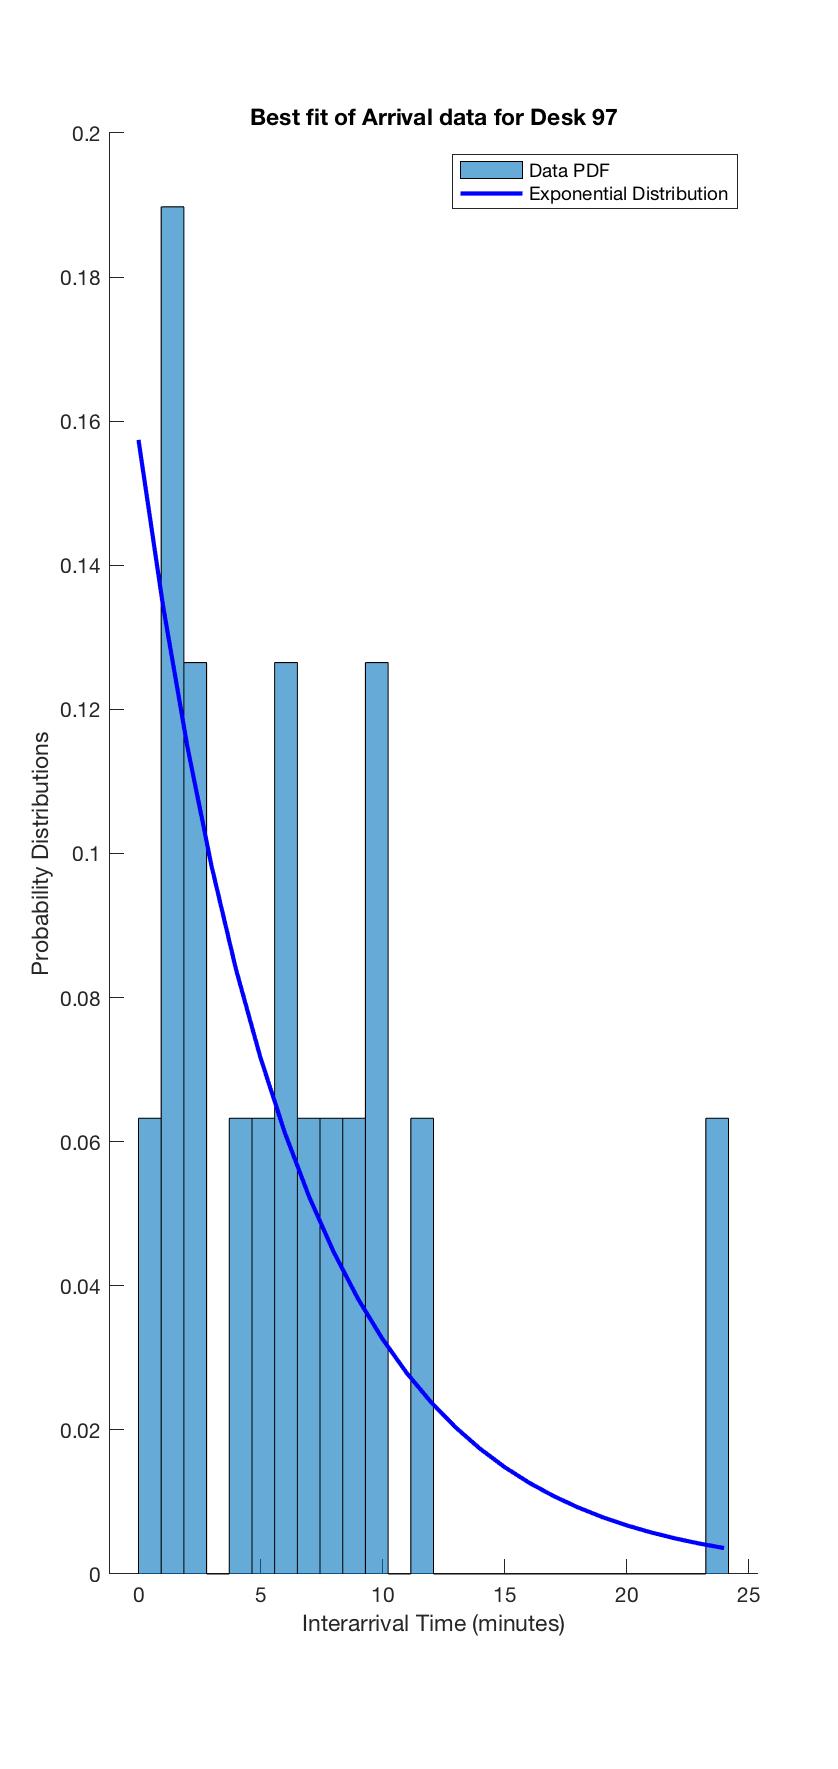 Best fit of Arrival data for Desk 97
Data PDF
Exponential Distribution
0.2
0.18
0.16
0.14
0.12
0.1
0.08
0.06
0.04
0.02
0
Probability Distributions
0 5 10 15 20 25
Interarrival Time (minutes)